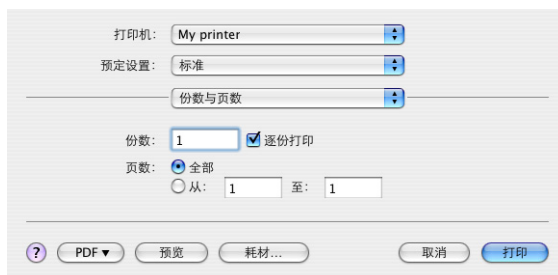 打印机: My printer
预定设置: 标准
份数与页数
份数: 1 逐份打印
页数: 全部
从: 1 至: 1
? PDF▼ 预览 耗材... 取消 打印